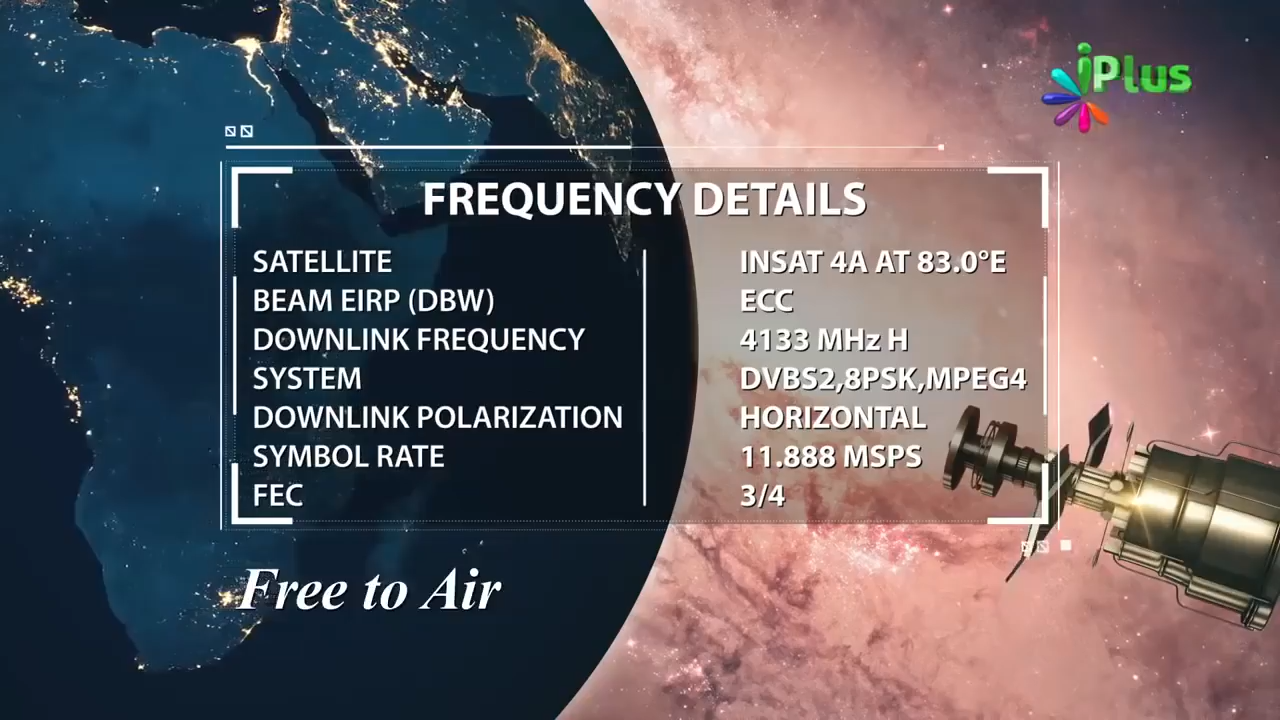 iPlus
FREQUENCY DETAILS
SATELLITE INSAT 4A AT 83.0°E
BEAM EIRP (DBW) ECC
DOWNLINK FREQUENCY 4133 MHz H
SYSTEM DVBS2,8PSK,MPEG4
DOWNLINK POLARIZATION HORIZONTAL
SYMBOL RATE 11.888 MSPS
FEC 3/4
Free to Air